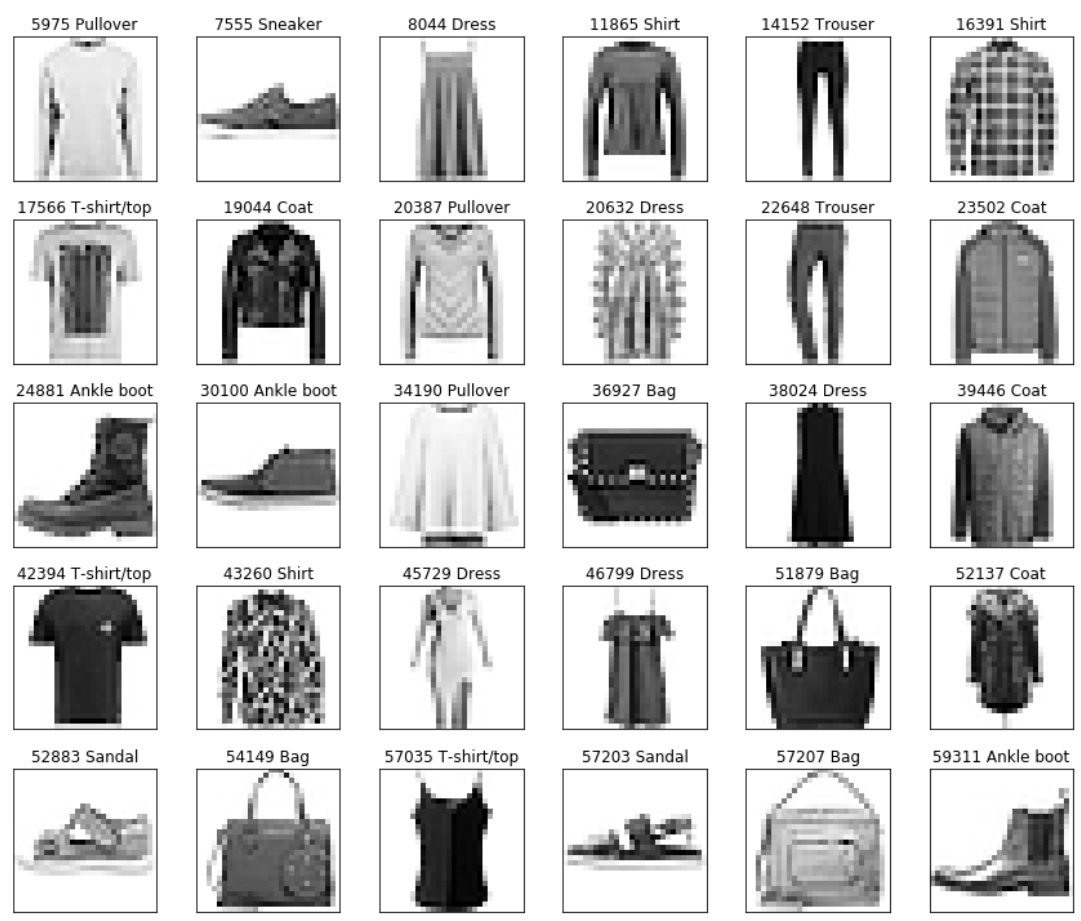 5975 Pullover
7555 Sneaker
8044 Dress
11865 Shirt
14152 Trouser
16391 Shirt
17566 T-shirt/top
19044 Coat
20387 Pullover
20632 Dress
22648 Trouser
23502 Coat
24881 Ankle boot
30100 Ankle boot
34190 Pullover
36927 Bag
38024 Dress
39446 Coat
42394 T-shirt/top
43260 Shirt
45729 Dress
46799 Dress
51879 Bag
52137 Coat
52883 Sandal
54149 Bag
57035 T-shirt/top
57203 Sandal
57207 Bag
59311 Ankle boot